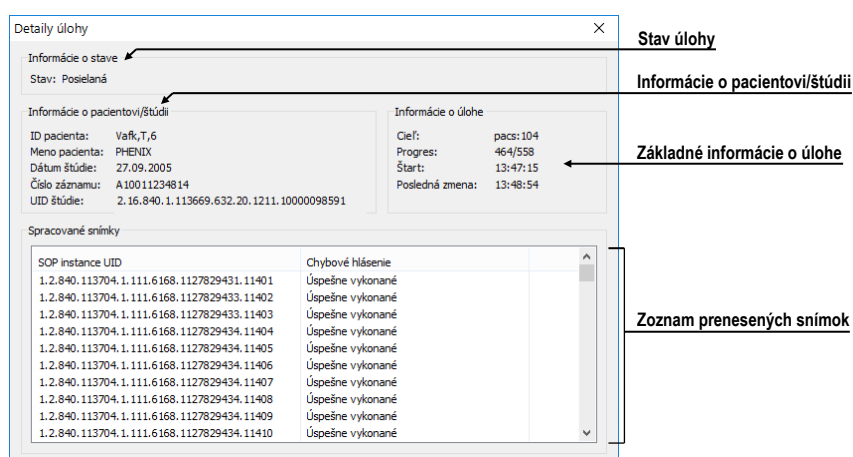 Detaily úlohy
Stav úlohy
Informácie o stave
Stav: Posielaná
Informácie o pacientovi/štúdii
Informácie o pacientovi/štúdii
ID pacienta: Vafk,T,6
Meno pacienta: PHENIX
Dátum štúdie: 27.09.2005
Číslo záznamu: A10011234814
UID štúdie: 2.16.840.1.113669.632.20.1211.10000098591
Informácie o úlohe
Cieľ: pacs:104
Progres: 464/558
Štart: 13:47:15
Posledná zmena: 13:48:54
Základné informácie o úlohe
Spracované snímky
SOP instance UID Chybové hlásenie
1.2.840.113704.1.111.6168.1127829431.11401 Úspešne vykonané
1.2.840.113704.1.111.6168.1127829433.11402 Úspešne vykonané
1.2.840.113704.1.111.6168.1127829433.11403 Úspešne vykonané
1.2.840.113704.1.111.6168.1127829434.11404 Úspešne vykonané
1.2.840.113704.1.111.6168.1127829434.11405 Úspešne vykonané
1.2.840.113704.1.111.6168.1127829434.11406 Úspešne vykonané
1.2.840.113704.1.111.6168.1127829434.11407 Úspešne vykonané
1.2.840.113704.1.111.6168.1127829434.11408 Úspešne vykonané
1.2.840.113704.1.111.6168.1127829434.11409 Úspešne vykonané
1.2.840.113704.1.111.6168.1127829434.11410 Úspešne vykonané
Zoznam prenesených snímok